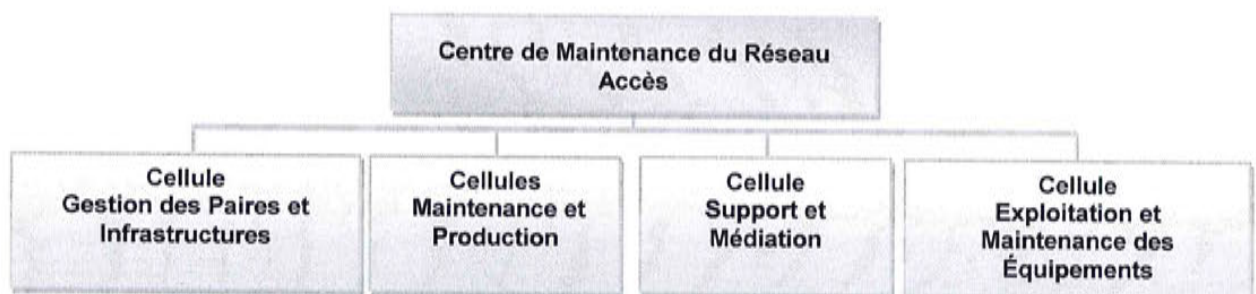 Centre de Maintenance du Réseau
Accès
Cellule
Gestion des Paires et
Infrastructures
Cellules
Maintenance et
Production
Cellule
Support et
Médiation
Cellule
Exploitation et
Maintenance des
Équipements